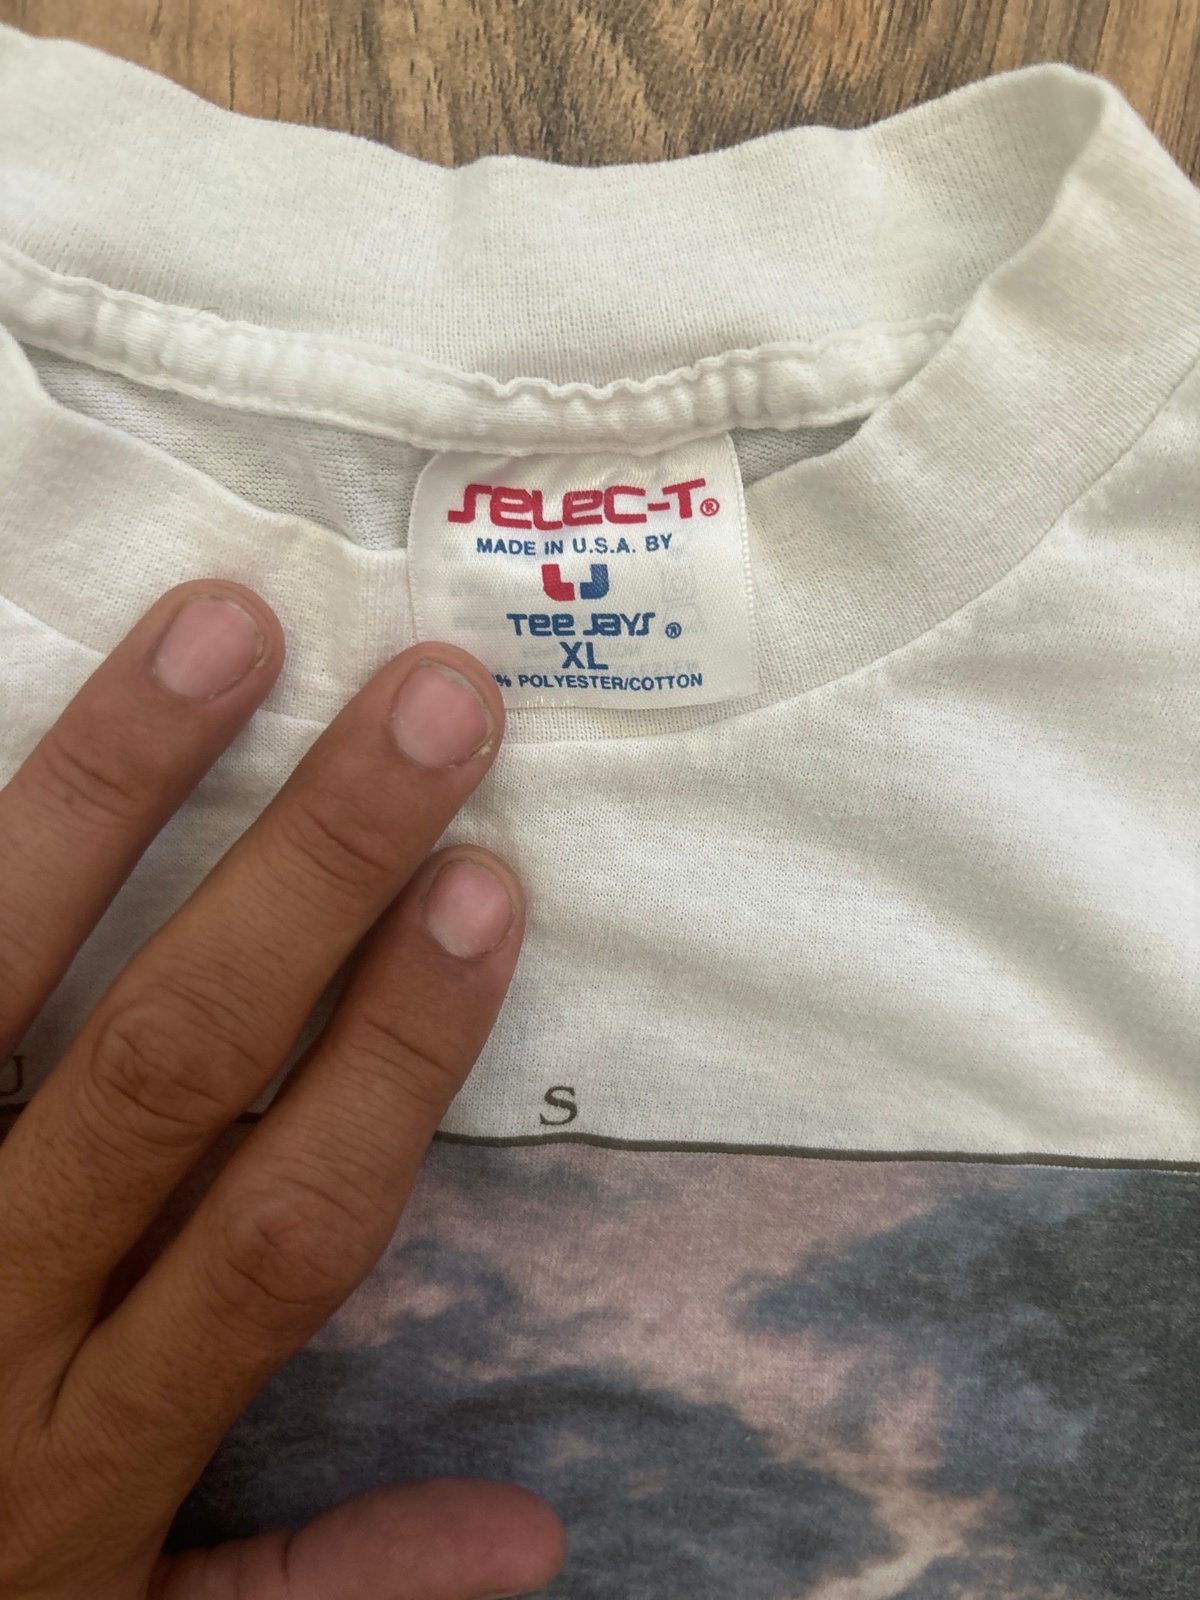 SELEC-T®
MADE IN U.S.A. BY
TEE JAYS ®
XL
% POLYESTER/COTTON
U S